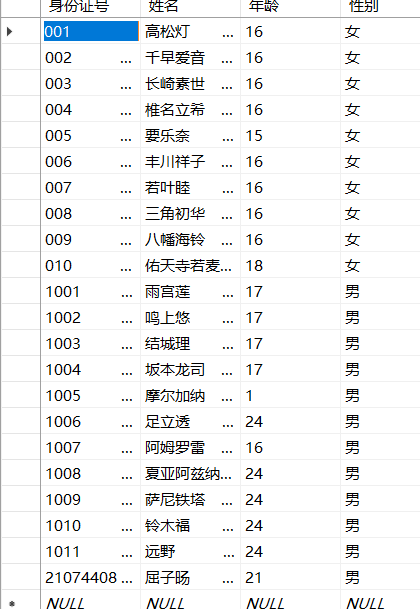 身份证号 姓名 年龄 性别
001 高松灯 ... 16 女
002 ... 千早爱音 ... 16 女
003 ... 长崎素世 ... 16 女
004 ... 椎名立希 ... 16 女
005 ... 要乐奈 ... 15 女
006 ... 丰川祥子 ... 16 女
007 ... 若叶睦 ... 16 女
008 ... 三角初华 ... 16 女
009 ... 八幡海铃 ... 16 女
010 ... 佑天寺若麦... 18 女
1001 ... 雨宫莲 ... 17 男
1002 ... 鸣上悠 ... 17 男
1003 ... 结城理 ... 17 男
1004 ... 坂本龙司 ... 17 男
1005 ... 摩尔加纳 ... 1 男
1006 ... 足立透 ... 24 男
1007 ... 阿姆罗雷 ... 16 男
1008 ... 夏亚阿兹纳... 24 男
1009 ... 萨尼铁塔 ... 24 男
1010 ... 铃木福 ... 24 男
1011 ... 远野 ... 24 男
21074408 ... 屈子旸 ... 21 男
NULL NULL NULL NULL